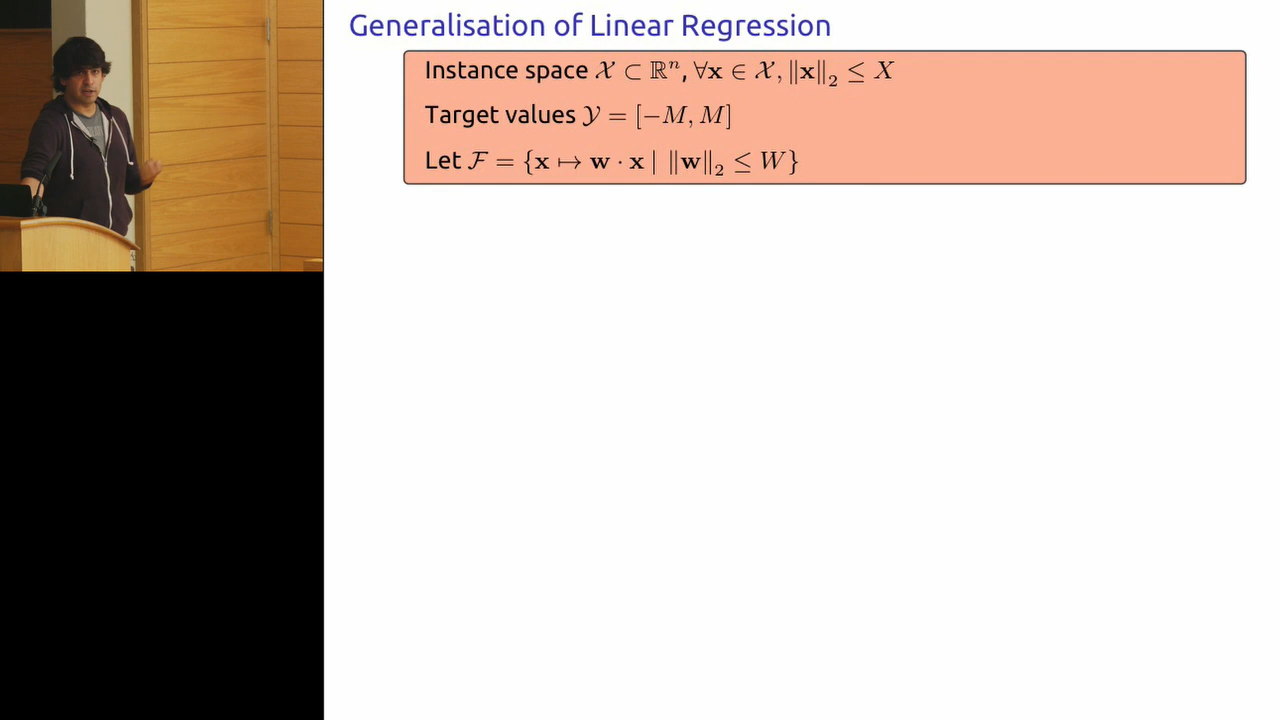 Generalisation of Linear Regression
Instance space 𝒳 ⊂ ℝⁿ, ∀𝐱 ∈ 𝒳, ‖𝐱‖₂ ≤ X
Target values 𝒴 = [−M, M]
Let ℱ = {𝐱 ↦ 𝐰 · 𝐱 | ‖𝐰‖₂ ≤ W}